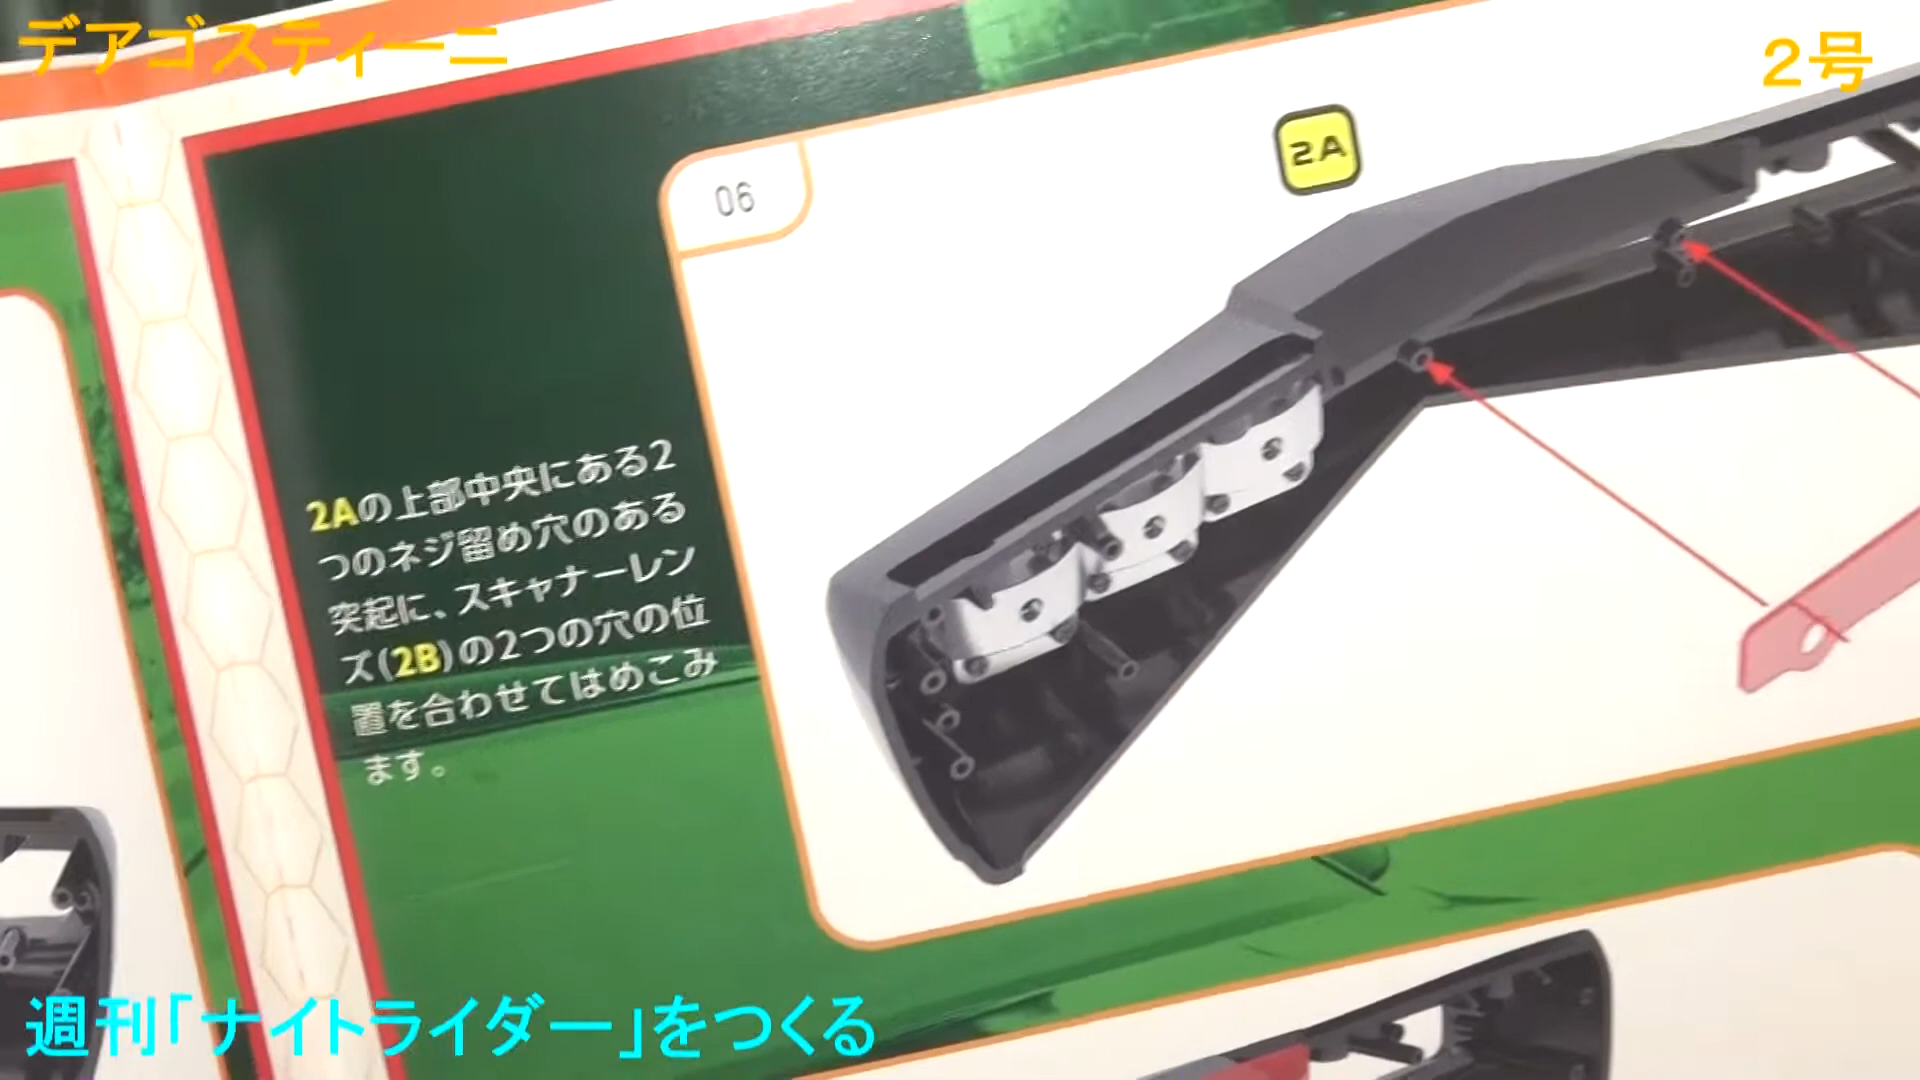 デアゴスティーニ
2号
06
2A
2Aの上部中央にある2
つのネジ留め穴のある
突起に、スキャナーレン
ズ(2B)の2つの穴の位
置を合わせてはめこみ
ます。
週刊「ナイトライダー」をつくる